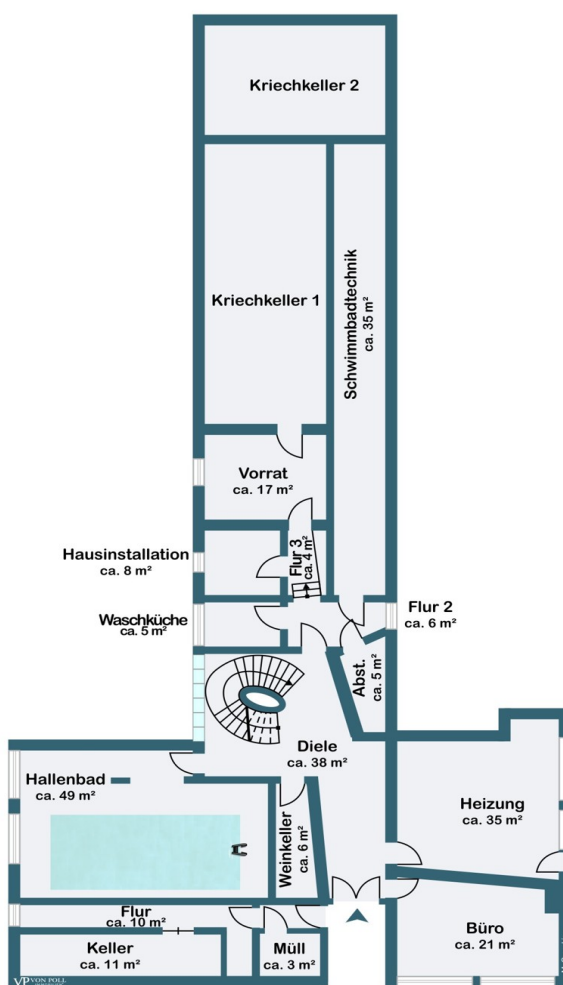 Kriechkeller 2
Kriechkeller 1
Schwimmbadtechnik
ca. 35 m²
Vorrat
ca. 17 m²
Hausinstallation
ca. 8 m²
Flur 3
ca. 4 m²
Waschküche
ca. 5 m²
Flur 2
ca. 6 m²
Abst.
ca. 5 m²
Diele
ca. 38 m²
Hallenbad
ca. 49 m²
Heizung
ca. 35 m²
Weinkeller
ca. 6 m²
Flur
ca. 10 m²
Büro
ca. 21 m²
Keller
ca. 11 m²
Müll
ca. 3 m²
VP VON POLL